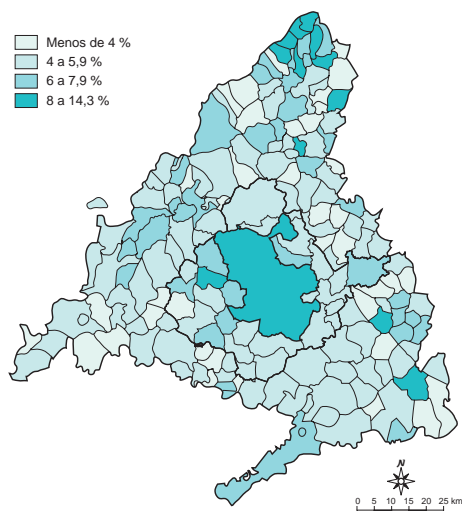 Menos de 4 %
4 a 5,9 %
6 a 7,9 %
8 a 14,3 %
N
0 5 10 15 20 25 km